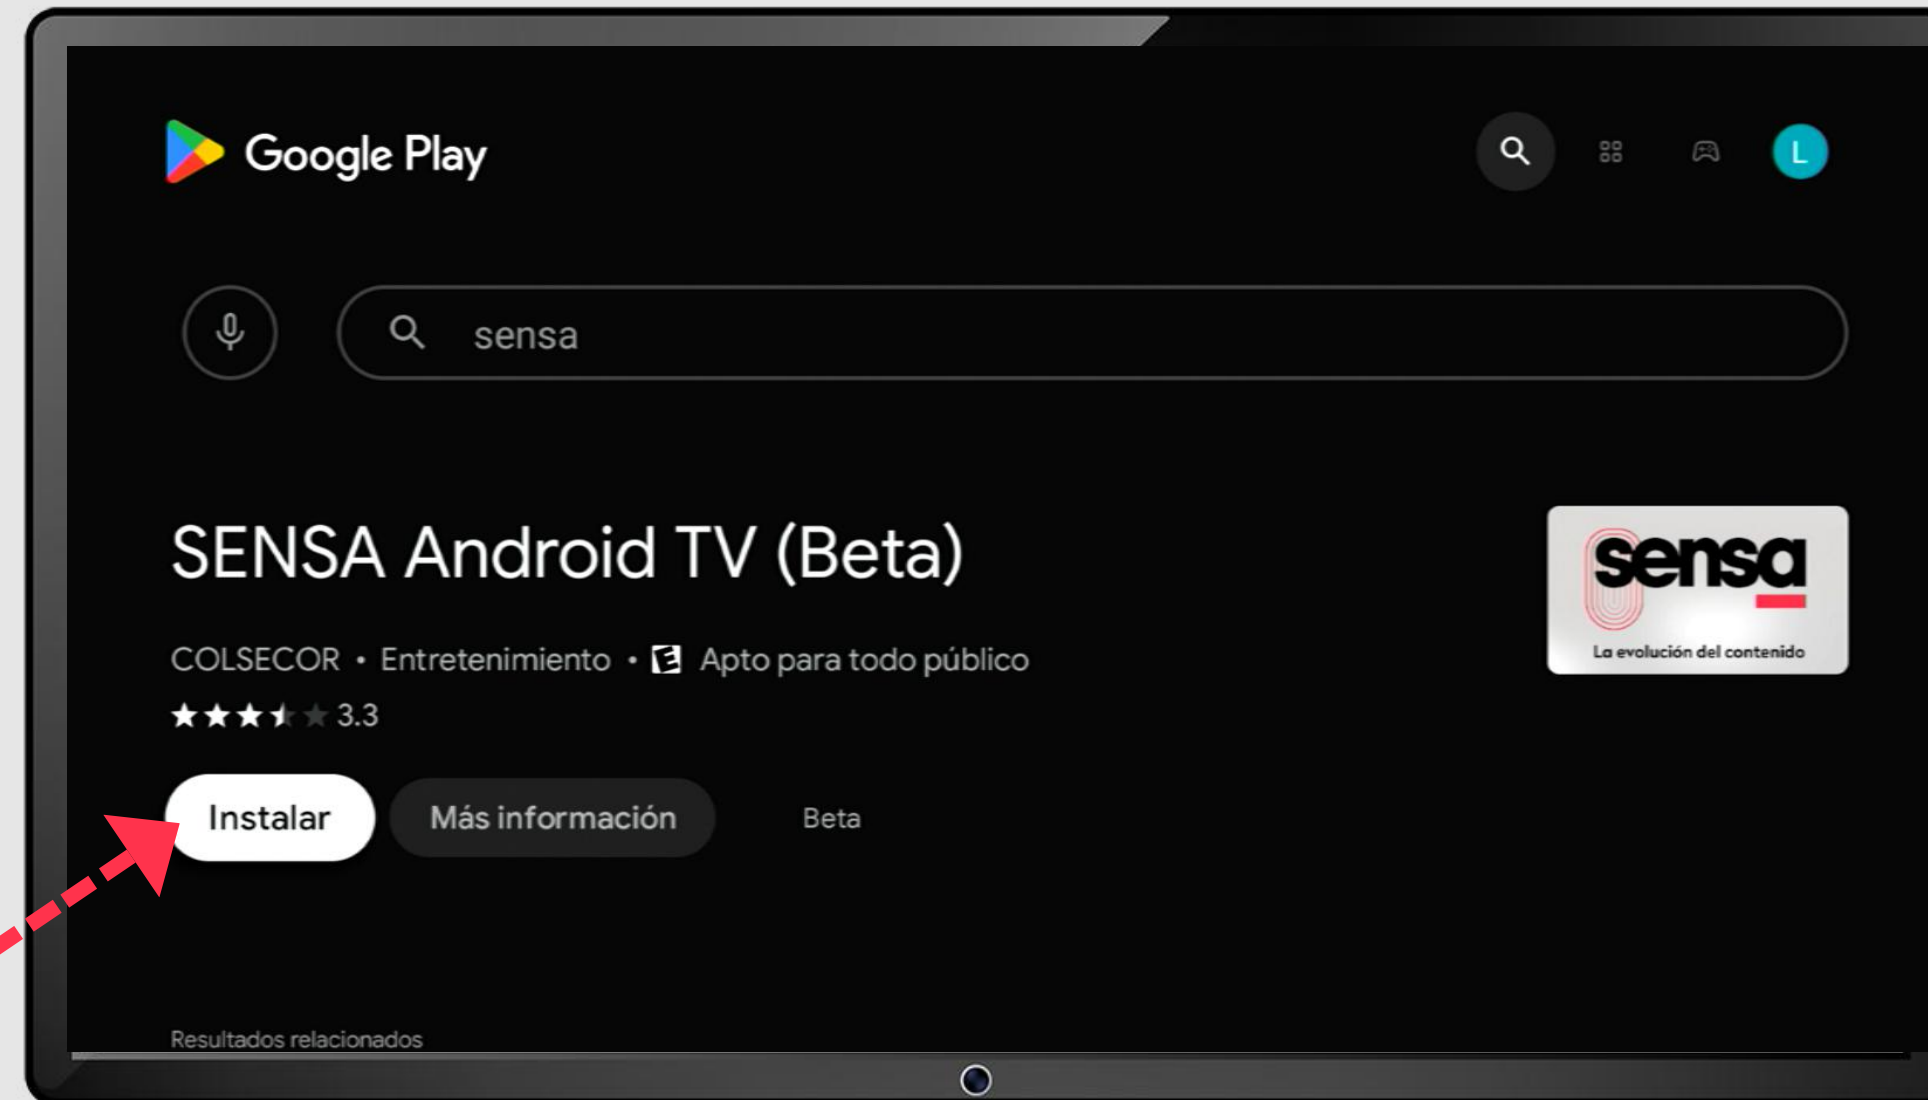 Google Play
L
sensa
SENSA Android TV (Beta)
sensa
La evolución del contenido
COLSECOR • Entretenimiento • E Apto para todo público
3.3
Instalar
Más información
Beta
Resultados relacionados